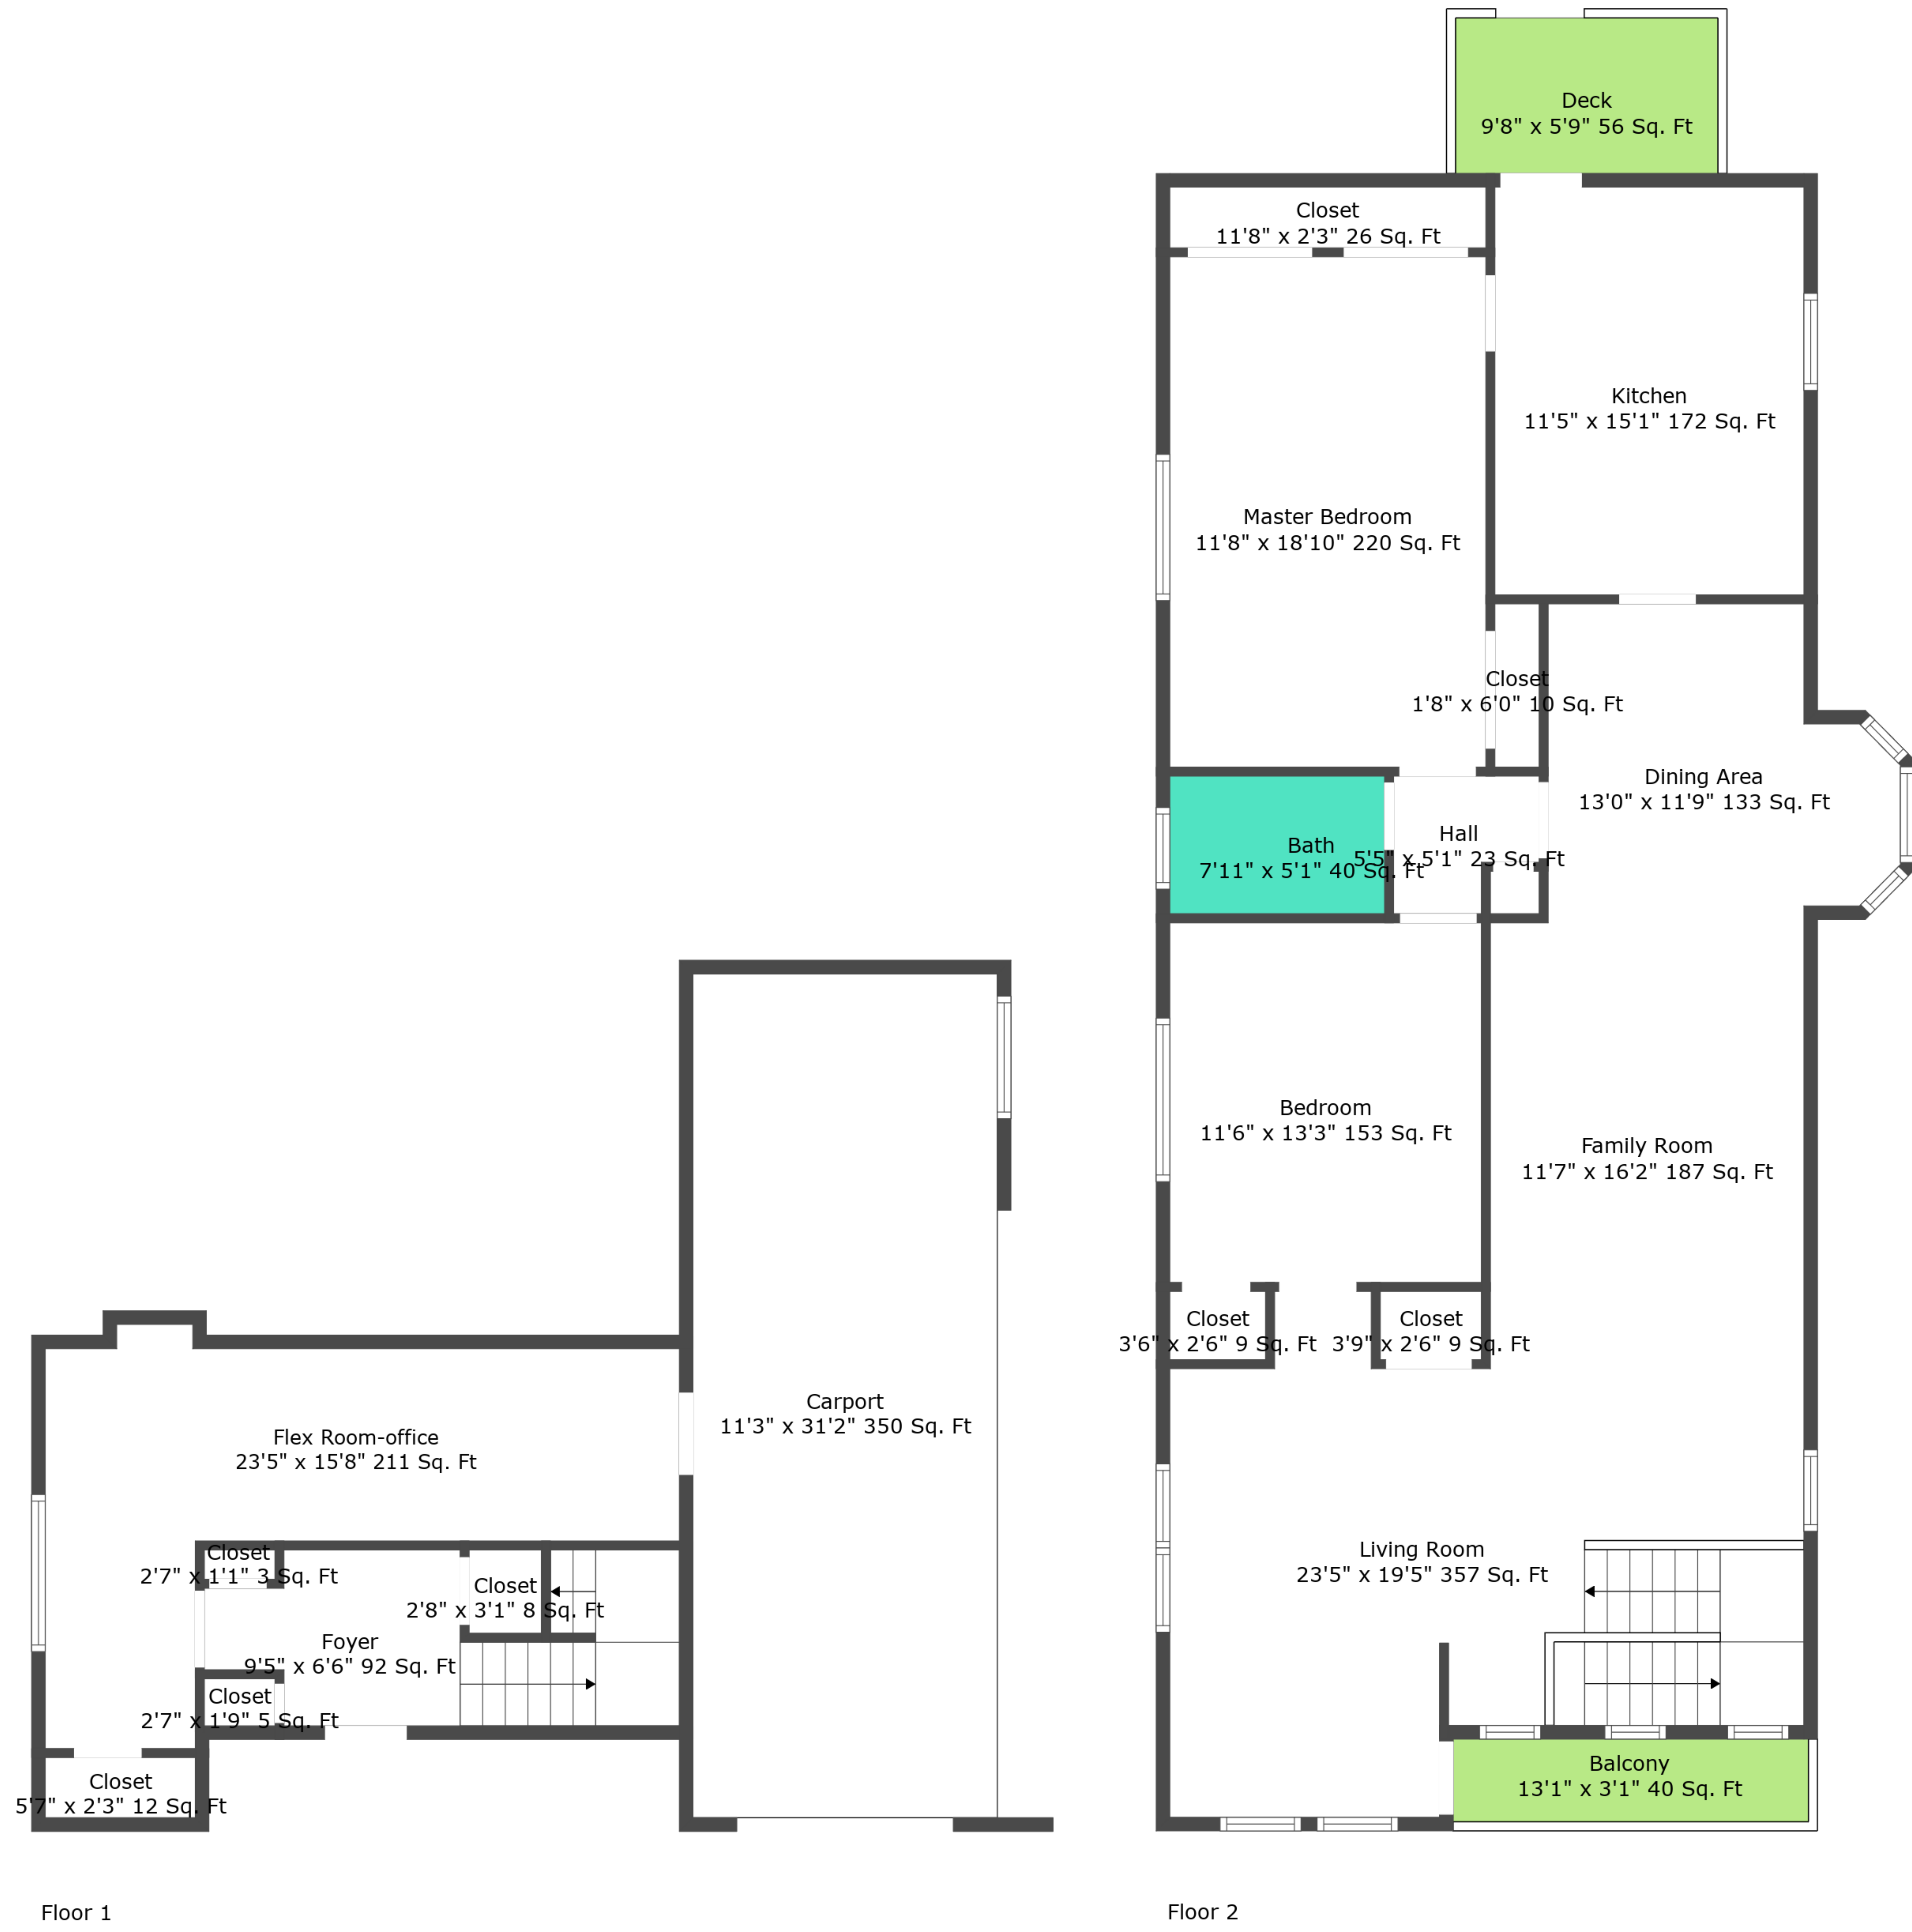 Deck
9'8" x 5'9" 56 Sq. Ft
Closet
11'8" x 2'3" 26 Sq. Ft
Kitchen
11'5" x 15'1" 172 Sq. Ft
Master Bedroom
11'8" x 18'10" 220 Sq. Ft
Closet
1'8" x 6'0" 10 Sq. Ft
Dining Area
13'0" x 11'9" 133 Sq. Ft
Hall
5'5" x 5'1" 23 Sq. Ft
Bath
7'11" x 5'1" 40 Sq. Ft
Bedroom
11'6" x 13'3" 153 Sq. Ft
Family Room
11'7" x 16'2" 187 Sq. Ft
Closet
3'6" x 2'6" 9 Sq. Ft
Closet
3'9" x 2'6" 9 Sq. Ft
Carport
11'3" x 31'2" 350 Sq. Ft
Flex Room-office
23'5" x 15'8" 211 Sq. Ft
Living Room
23'5" x 19'5" 357 Sq. Ft
Closet
2'7" x 1'1" 3 Sq. Ft
Closet
2'8" x 3'1" 8 Sq. Ft
Foyer
9'5" x 6'6" 92 Sq. Ft
Closet
2'7" x 1'9" 5 Sq. Ft
Closet
5'7" x 2'3" 12 Sq. Ft
Balcony
13'1" x 3'1" 40 Sq. Ft
Floor 1
Floor 2